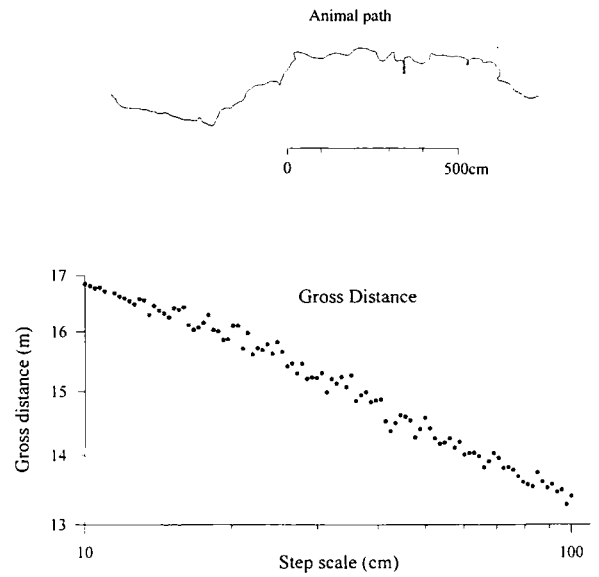 Animal path
0 500cm
Gross Distance
17
16
15
14
13
Gross distance (m)
10 100
Step scale (cm)